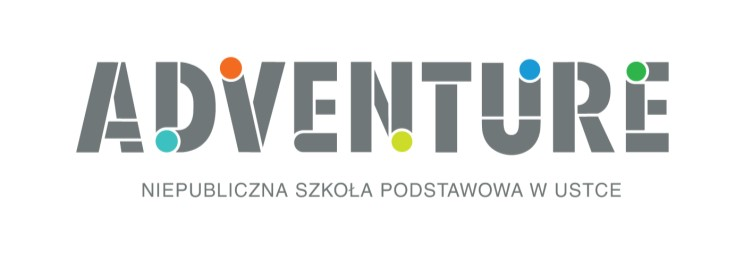 ADVENTURE
NIEPUBLICZNA SZKOŁA PODSTAWOWA W USTCE